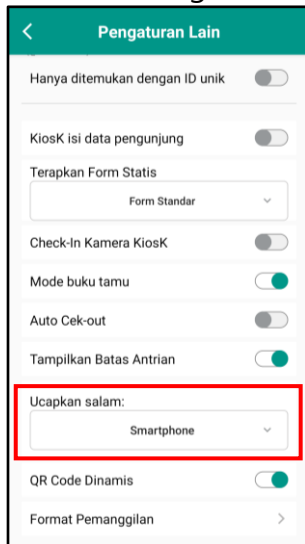 Pengaturan Lain
Hanya ditemukan dengan ID unik
KiosK isi data pengunjung
Terapkan Form Statis
Form Standar
Check-In Kamera KiosK
Mode buku tamu
Auto Cek-out
Tampilkan Batas Antrian
Ucapkan salam:
Smartphone
QR Code Dinamis
Format Pemanggilan